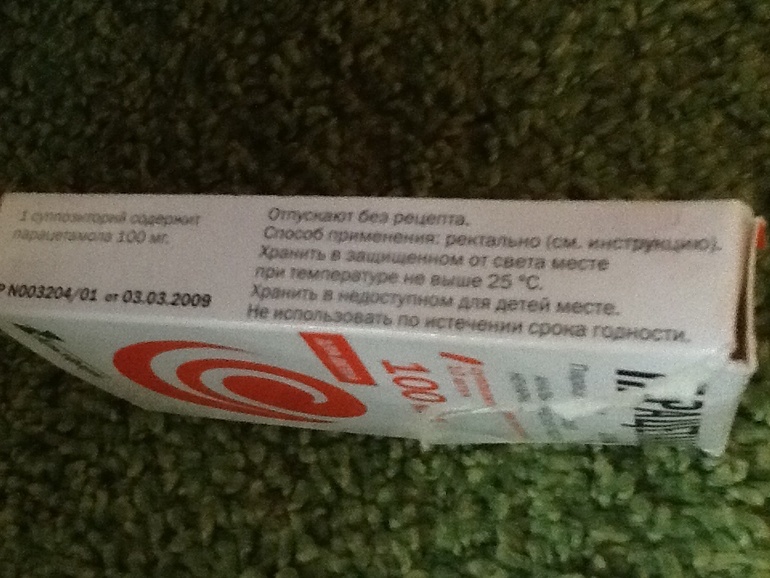 1 суппозиторий содержит
парацетамола 100 мг.
Р N003204/01 от 03.03.2009
Отпускают без рецепта.
Способ применения: ректально (см. инструкцию).
Хранить в защищенном от света месте
при температуре не выше 25 °С.
Хранить в недоступном для детей месте.
Не использовать по истечении срока годности.
100